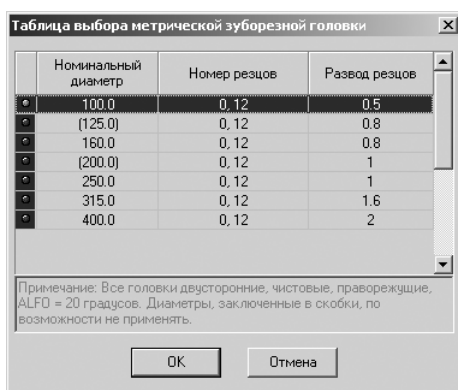 Таблица выбора метрической зуборезной головки
Номинальный диаметр Номер резцов Развод резцов
100.0 0, 12 0.5
(125.0) 0, 12 0.8
160.0 0, 12 0.8
(200.0) 0, 12 1
250.0 0, 12 1
315.0 0, 12 1.6
400.0 0, 12 2
Примечание: Все головки двусторонние, чистовые, праворежущие,
ALFO = 20 градусов. Диаметры, заключенные в скобки, по
возможности не применять.
OK Отмена